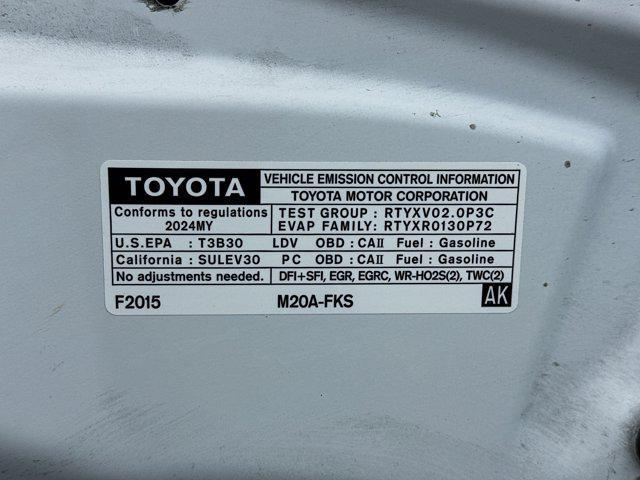 TOYOTA
VEHICLE EMISSION CONTROL INFORMATION
TOYOTA MOTOR CORPORATION
Conforms to regulations
2024MY
TEST GROUP : RTYXV02.0P3C
EVAP FAMILY: RTYXR0130P72
U.S.EPA : T3B30 LDV OBD : CAII Fuel : Gasoline
California : SULEV30 PC OBD : CAII Fuel : Gasoline
No adjustments needed. DFI+SFI, EGR, EGRC, WR-HO2S(2), TWC(2)
F2015 M20A-FKS AK